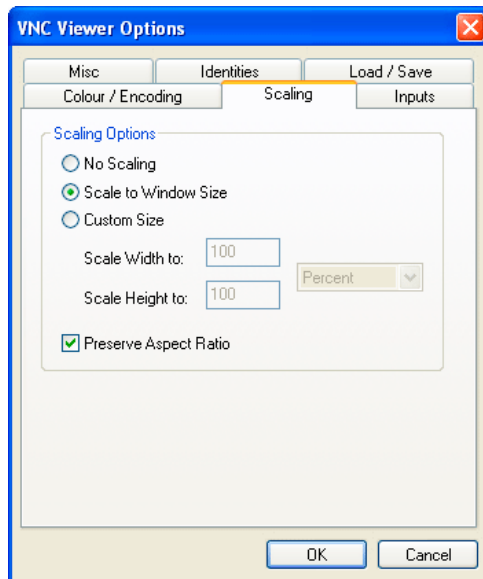 VNC Viewer Options
Misc Identities Load / Save
Colour / Encoding Scaling Inputs
Scaling Options
No Scaling
Scale to Window Size
Custom Size
Scale Width to: 100
Percent
Scale Height to: 100
Preserve Aspect Ratio
OK Cancel